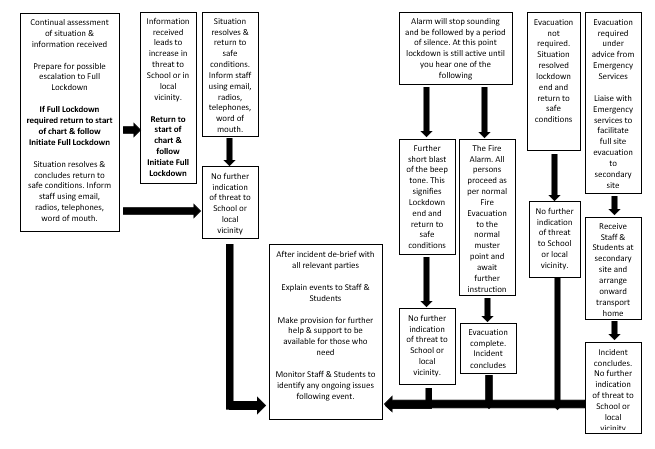 Continual assessment
of situation &
information received
Prepare for possible
escalation to Full
Lockdown
If Full Lockdown
required return to start
of chart & follow
Initiate Full Lockdown
Situation resolves &
concludes return to
safe conditions. Inform
staff using email,
radios, telephones,
word of mouth.
Information
received
leads to
increase in
threat to
School or in
local
vicinity.
Return to
start of
chart &
follow
Initiate Full
Lockdown
Situation
resolves &
return to
safe
conditions.
Inform staff
using email,
radios,
telephones,
word of
mouth.
No further
indication
of threat to
School or
local
vicinity
After incident de-brief with
all relevant parties
Explain events to Staff &
Students
Make provision for further
help & support to be
available for those who
need
Monitor Staff & Students to
identify any ongoing issues
following event.
Alarm will stop sounding
and be followed by a period
of silence. At this point
lockdown is still active until
you hear one of the
following
Further
short blast
of the beep
tone. This
signifies
Lockdown
end and
return to
safe
conditions
No further
indication
of threat to
School or
local
vicinity.
The Fire
Alarm. All
persons
proceed as
per normal
Fire
Evacuation
to the
normal
muster
point and
await
further
instruction
Evacuation
complete.
Incident
concludes
Evacuation
not
required.
Situation
resolved
lockdown
end and
return to
safe
conditions
No further
indication
of threat
to School
or local
vicinity.
Evacuation
required
under
advice from
Emergency
Services
Liaise with
Emergency
services to
facilitate
full site
evacuation
to
secondary
site
Receive
Staff &
Students at
secondary
site and
arrange
onward
transport
home
Incident
concludes.
No further
indication
of threat to
School or
local
vicinity